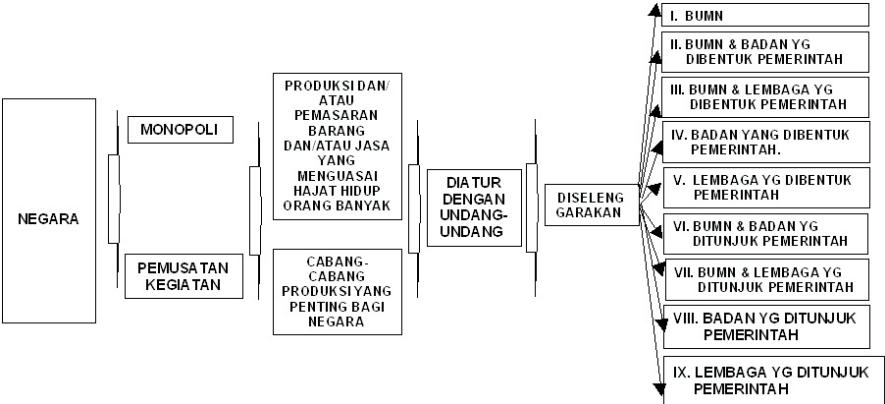 NEGARA
MONOPOLI
PEMUSATAN
KEGIATAN
PRODUKSI DAN/
ATAU
PEMASARAN
BARANG
DAN/ATAU JASA
YANG
MENGUASAI
HAJAT HIDUP
ORANG BANYAK
CABANG-
CABANG
PRODUKSI YANG
PENTING BAGI
NEGARA
DIATUR
DENGAN
UNDANG-
UNDANG
DISELENG
GARAKAN
I. BUMN
II. BUMN & BADAN YG
DIBENTUK PEMERINTAH
III. BUMN & LEMBAGA YG
DIBENTUK PEMERINTAH
IV. BADAN YANG DIBENTUK
PEMERINTAH.
V. LEMBAGA YG DIBENTUK
PEMERINTAH
VI. BUMN & BADAN YG
DITUNJUK PEMERINTAH
VII. BUMN & LEMBAGA YG
DITUNJUK PEMERINTAH
VIII. BADAN YG DITUNJUK
PEMERINTAH
IX. LEMBAGA YG DITUNJUK
PEMERINTAH